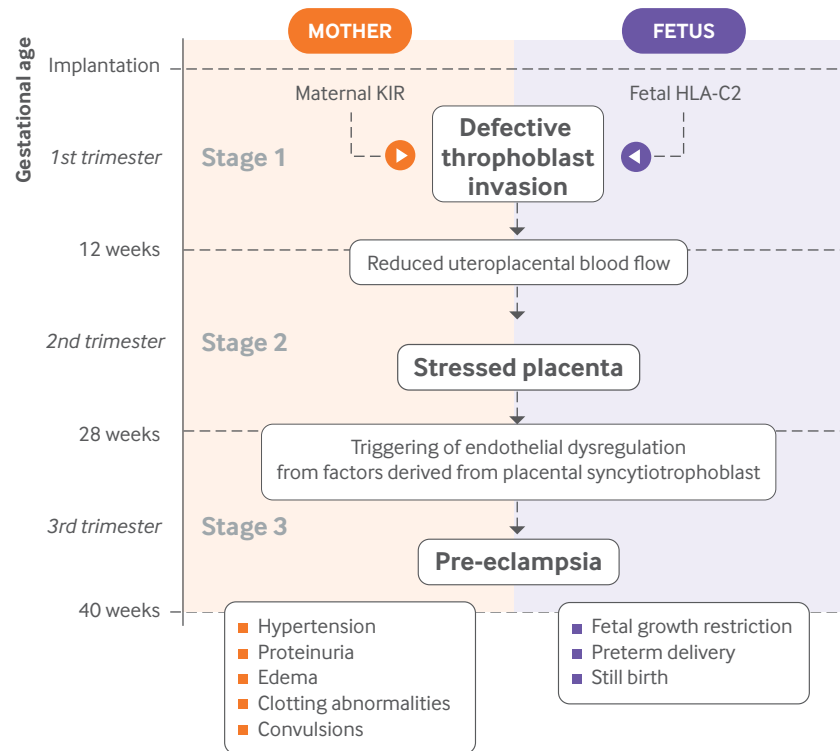 MOTHER
FETUS
Gestational age
Implantation
Maternal KIR
Fetal HLA-C2
1st trimester
Stage 1
Defective
throphoblast
invasion
12 weeks
Reduced uteroplacental blood flow
2nd trimester
Stage 2
Stressed placenta
28 weeks
Triggering of endothelial dysregulation
from factors derived from placental syncytiotrophoblast
3rd trimester
Stage 3
Pre-eclampsia
40 weeks
Hypertension
Proteinuria
Edema
Clotting abnormalities
Convulsions
Fetal growth restriction
Preterm delivery
Still birth